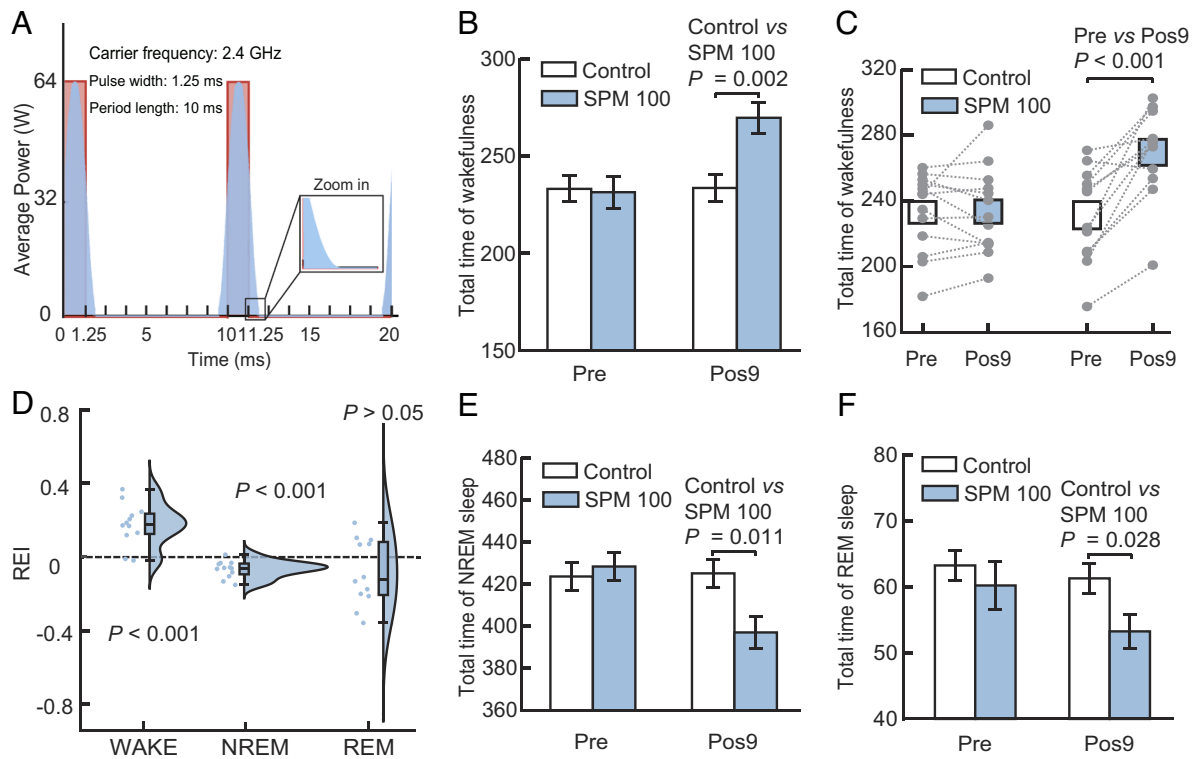 A
Average Power (W)
64
32
0
Carrier frequency: 2.4 GHz
Pulse width: 1.25 ms
Period length: 10 ms
Zoom in
0 1.25 5 10 11.25 15 20
Time (ms)
B
Total time of wakefulness
300
250
200
150
Control
SPM 100
Control vs
SPM 100
P = 0.002
Pre Pos9
C
Total time of wakefulness
320
280
240
200
160
Control
SPM 100
Pre vs Pos9
P < 0.001
Pre Pos9 Pre Pos9
D
REI
0.8
0.4
0
-0.4
-0.8
P > 0.05
P < 0.001
P < 0.001
WAKE NREM REM
E
Total time of NREM sleep
480
460
440
420
400
380
360
Control
SPM 100
Control vs
SPM 100
P = 0.011
Pre Pos9
F
Total time of REM sleep
80
70
60
50
40
Control
SPM 100
Control vs
SPM 100
P = 0.028
Pre Pos9